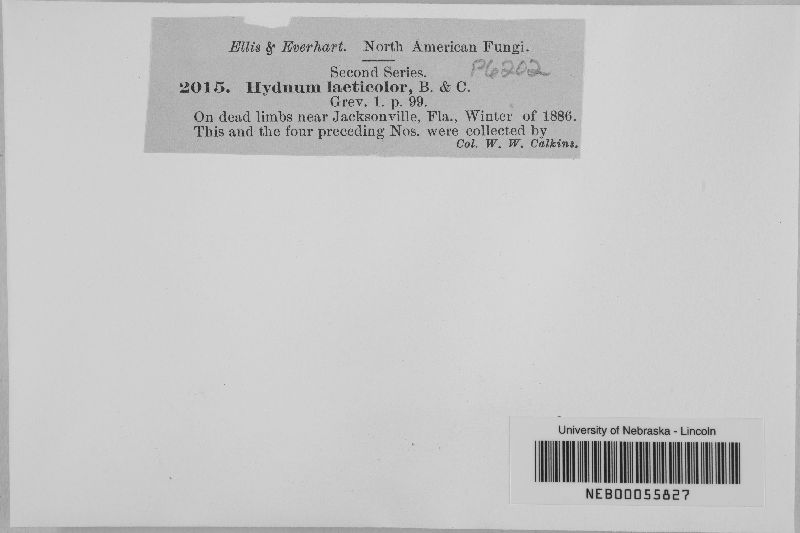 Ellis & Everhart. North American Fungi.
Second Series.
P6202
2015. Hydnum laeticolor, B. & C.
Grev. 1. p. 99.
On dead limbs near Jacksonville, Fla., Winter of 1886.
This and the four preceding Nos. were collected by
Col. W. W. Calkins.
University of Nebraska - Lincoln
NEB00055827